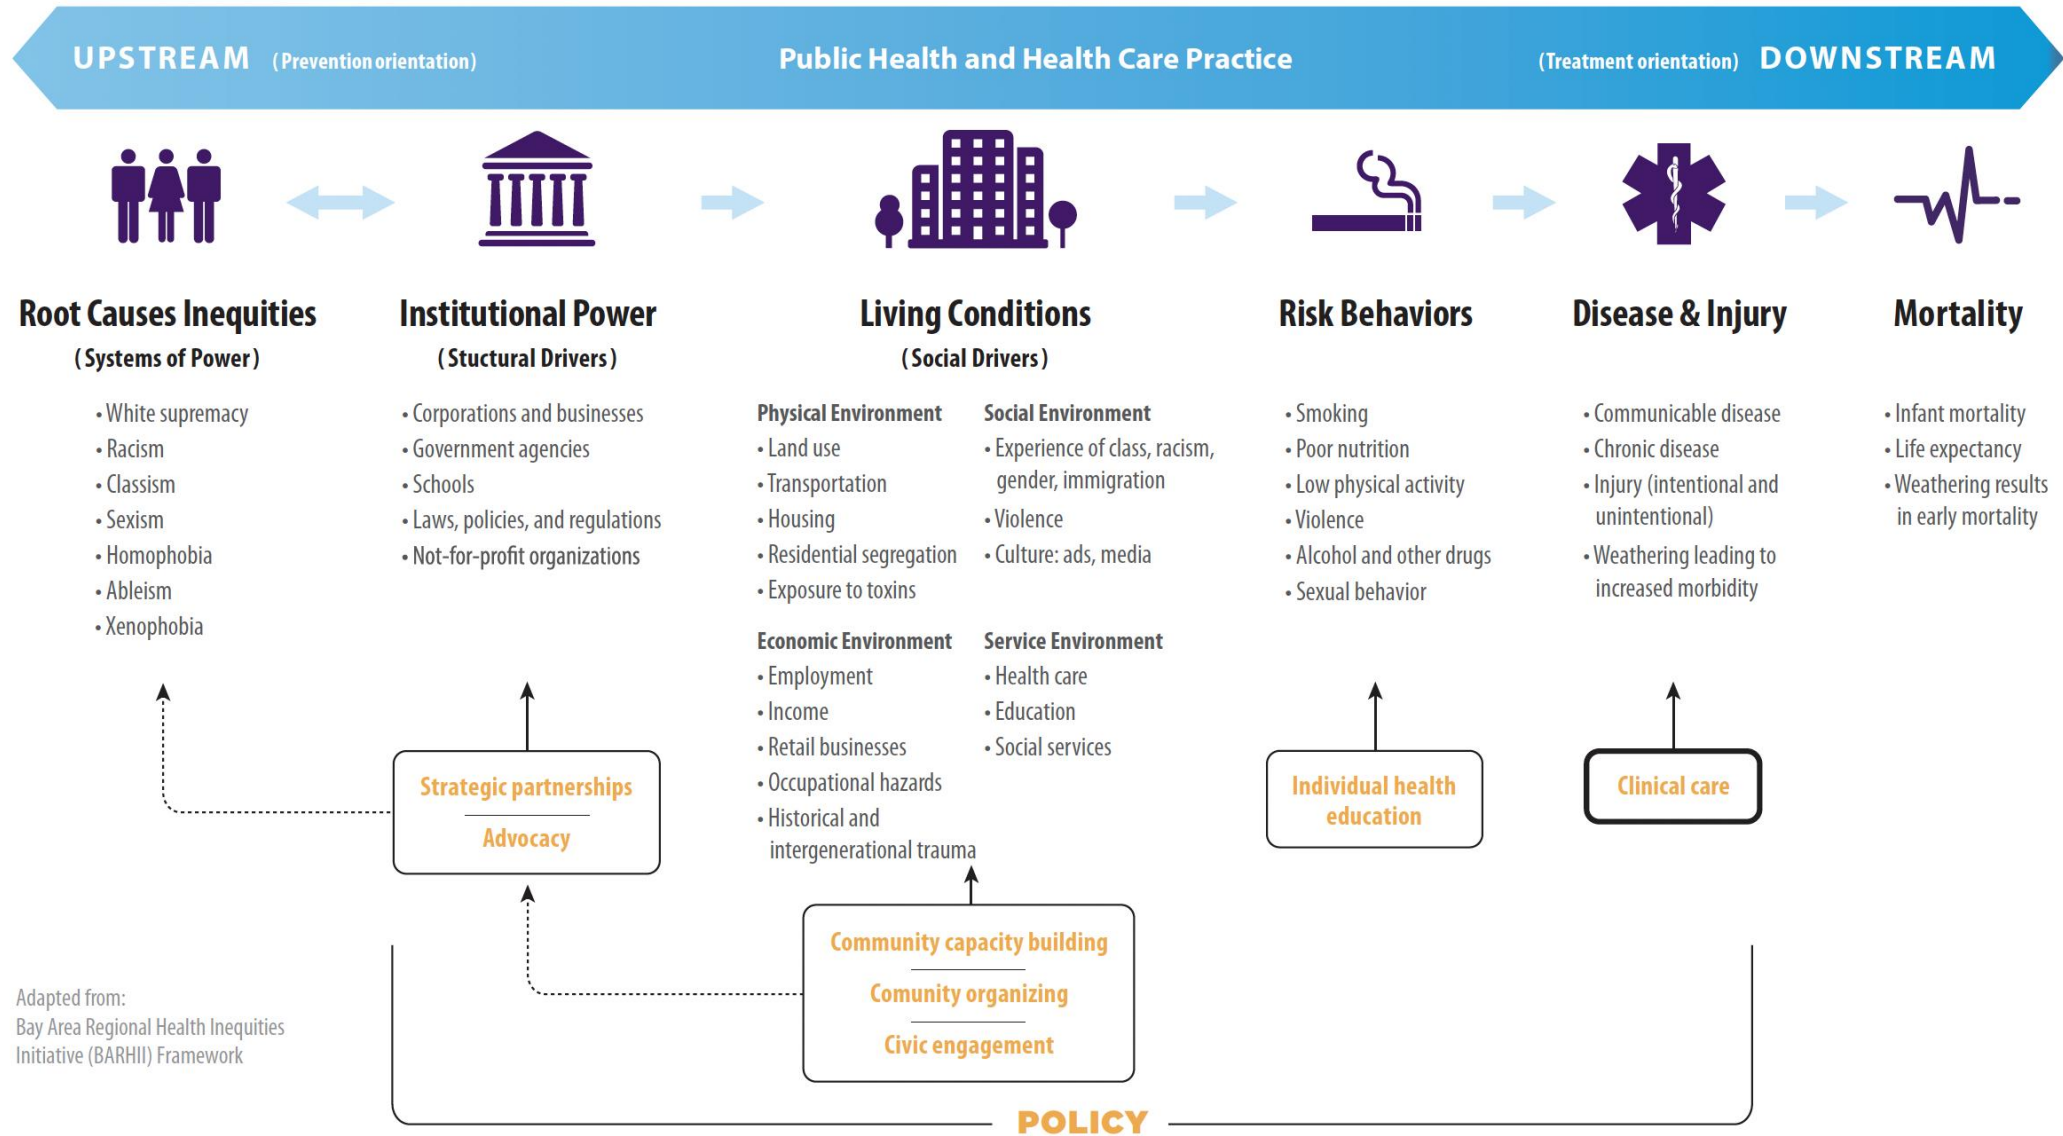 UPSTREAM (Prevention orientation)
Public Health and Health Care Practice
(Treatment orientation) DOWNSTREAM
Root Causes Inequities
(Systems of Power)
• White supremacy
• Racism
• Classism
• Sexism
• Homophobia
• Ableism
• Xenophobia
Institutional Power
(Stuctural Drivers)
• Corporations and businesses
• Government agencies
• Schools
• Laws, policies, and regulations
• Not-for-profit organizations
Living Conditions
(Social Drivers)
Physical Environment
• Land use
• Transportation
• Housing
• Residential segregation
• Exposure to toxins
Social Environment
• Experience of class, racism,
gender, immigration
• Violence
• Culture: ads, media
Economic Environment
• Employment
• Income
• Retail businesses
• Occupational hazards
• Historical and
intergenerational trauma
Service Environment
• Health care
• Education
• Social services
Risk Behaviors
• Smoking
• Poor nutrition
• Low physical activity
• Violence
• Alcohol and other drugs
• Sexual behavior
Disease & Injury
• Communicable disease
• Chronic disease
• Injury (intentional and
unintentional)
• Weathering leading to
increased morbidity
Mortality
• Infant mortality
• Life expectancy
• Weathering results
in early mortality
Strategic partnerships
Advocacy
Individual health
education
Clinical care
Community capacity building
Comunity organizing
Civic engagement
Adapted from:
Bay Area Regional Health Inequities
Initiative (BARHII) Framework
POLICY